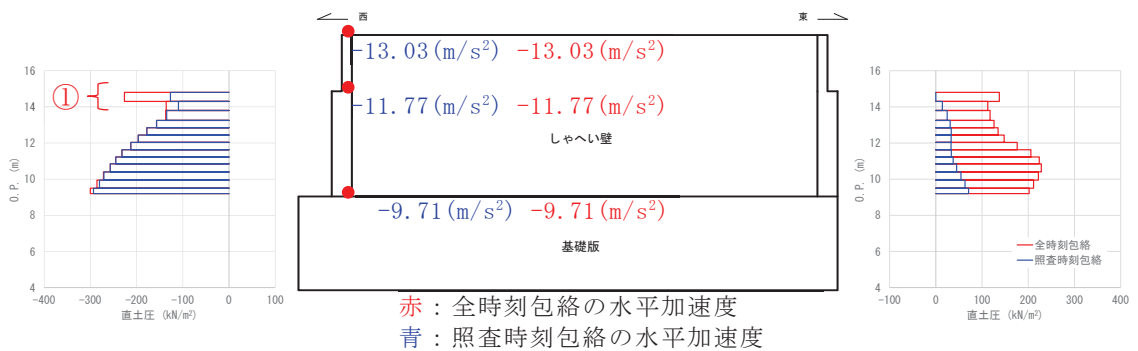 西
東
-13.03(m/s²) -13.03(m/s²)
-11.77(m/s²) -11.77(m/s²)
しゃへい壁
-9.71(m/s²) -9.71(m/s²)
基礎版
①
16
14
12
10
8
6
4
O.P. (m)
-400 -300 -200 -100 0 100
直土圧 (kN/m²)
16
14
12
10
8
6
4
O.P. (m)
全時刻包絡
照査時刻包絡
-100 0 100 200 300 400
直土圧 (kN/m²)
赤：全時刻包絡の水平加速度
青：照査時刻包絡の水平加速度